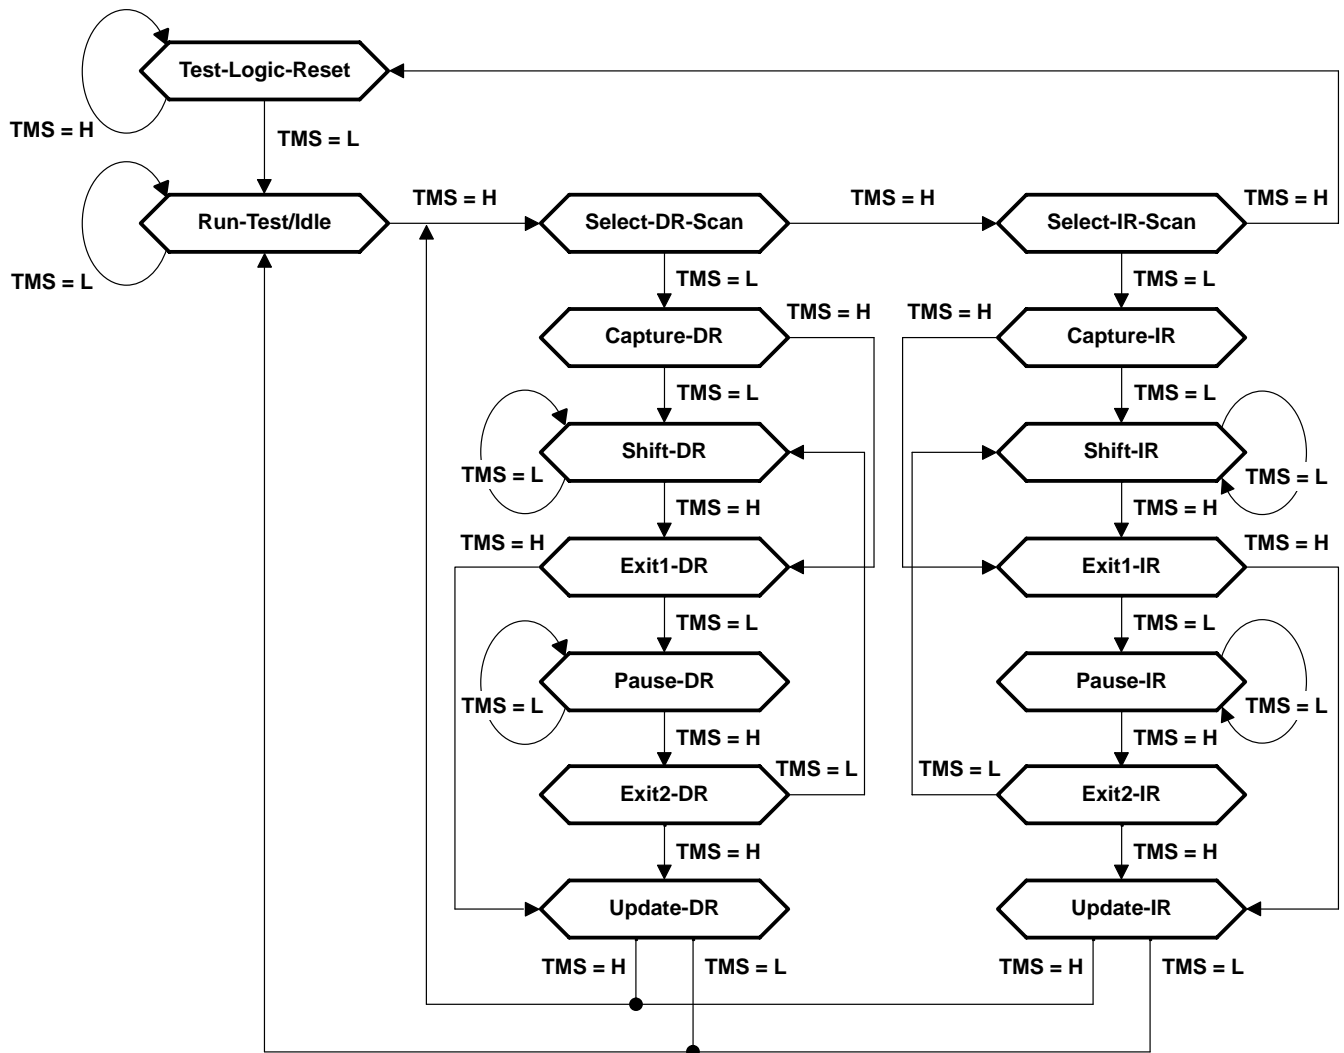 Test-Logic-Reset
TMS = H
TMS = L
TMS = H
TMS = H
TMS = H
Run-Test/Idle
Select-DR-Scan
Select-IR-Scan
TMS = L
TMS = L
TMS = L
TMS = H
TMS = H
Capture-DR
Capture-IR
TMS = L
TMS = L
Shift-DR
Shift-IR
TMS = L
TMS = L
TMS = H
TMS = H
TMS = H
TMS = H
Exit1-DR
Exit1-IR
TMS = L
TMS = L
Pause-DR
Pause-IR
TMS = L
TMS = L
TMS = H
TMS = H
TMS = L
TMS = L
Exit2-DR
Exit2-IR
TMS = H
TMS = H
Update-DR
Update-IR
TMS = H
TMS = L
TMS = H
TMS = L